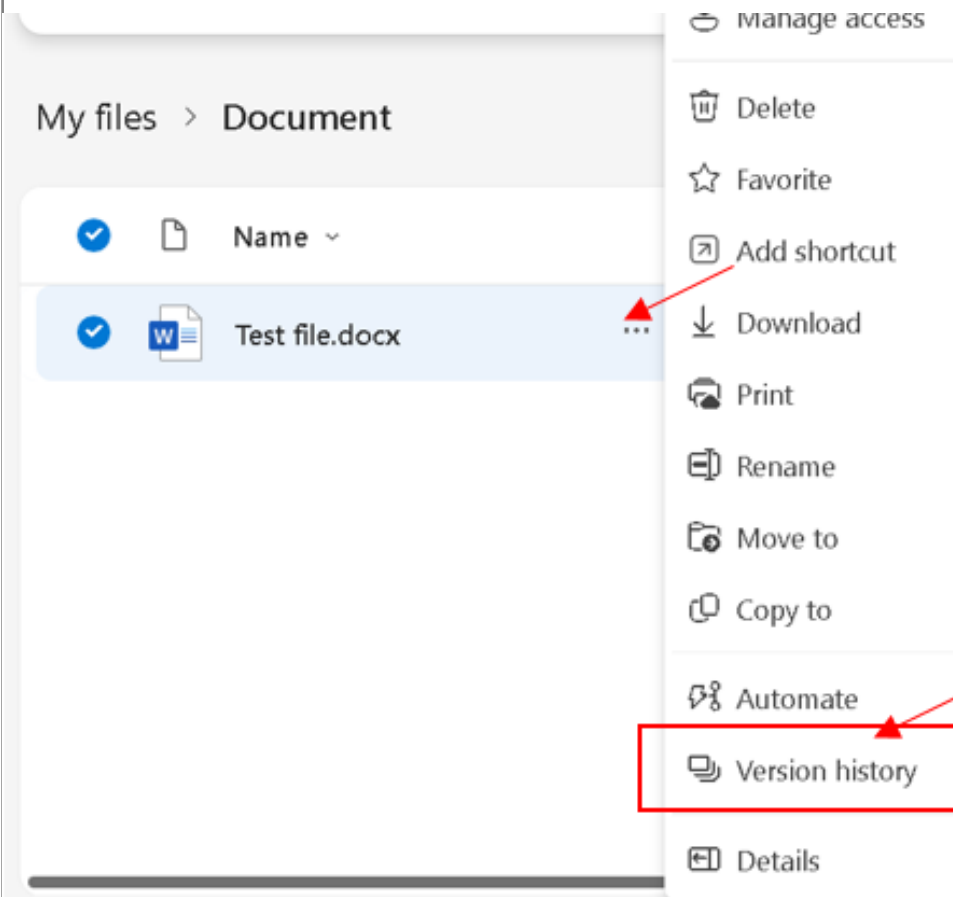 Manage access
My files > Document
Name
W Test file.docx ...
Delete
Favorite
Add shortcut
Download
Print
Rename
Move to
Copy to
Automate
Version history
Details